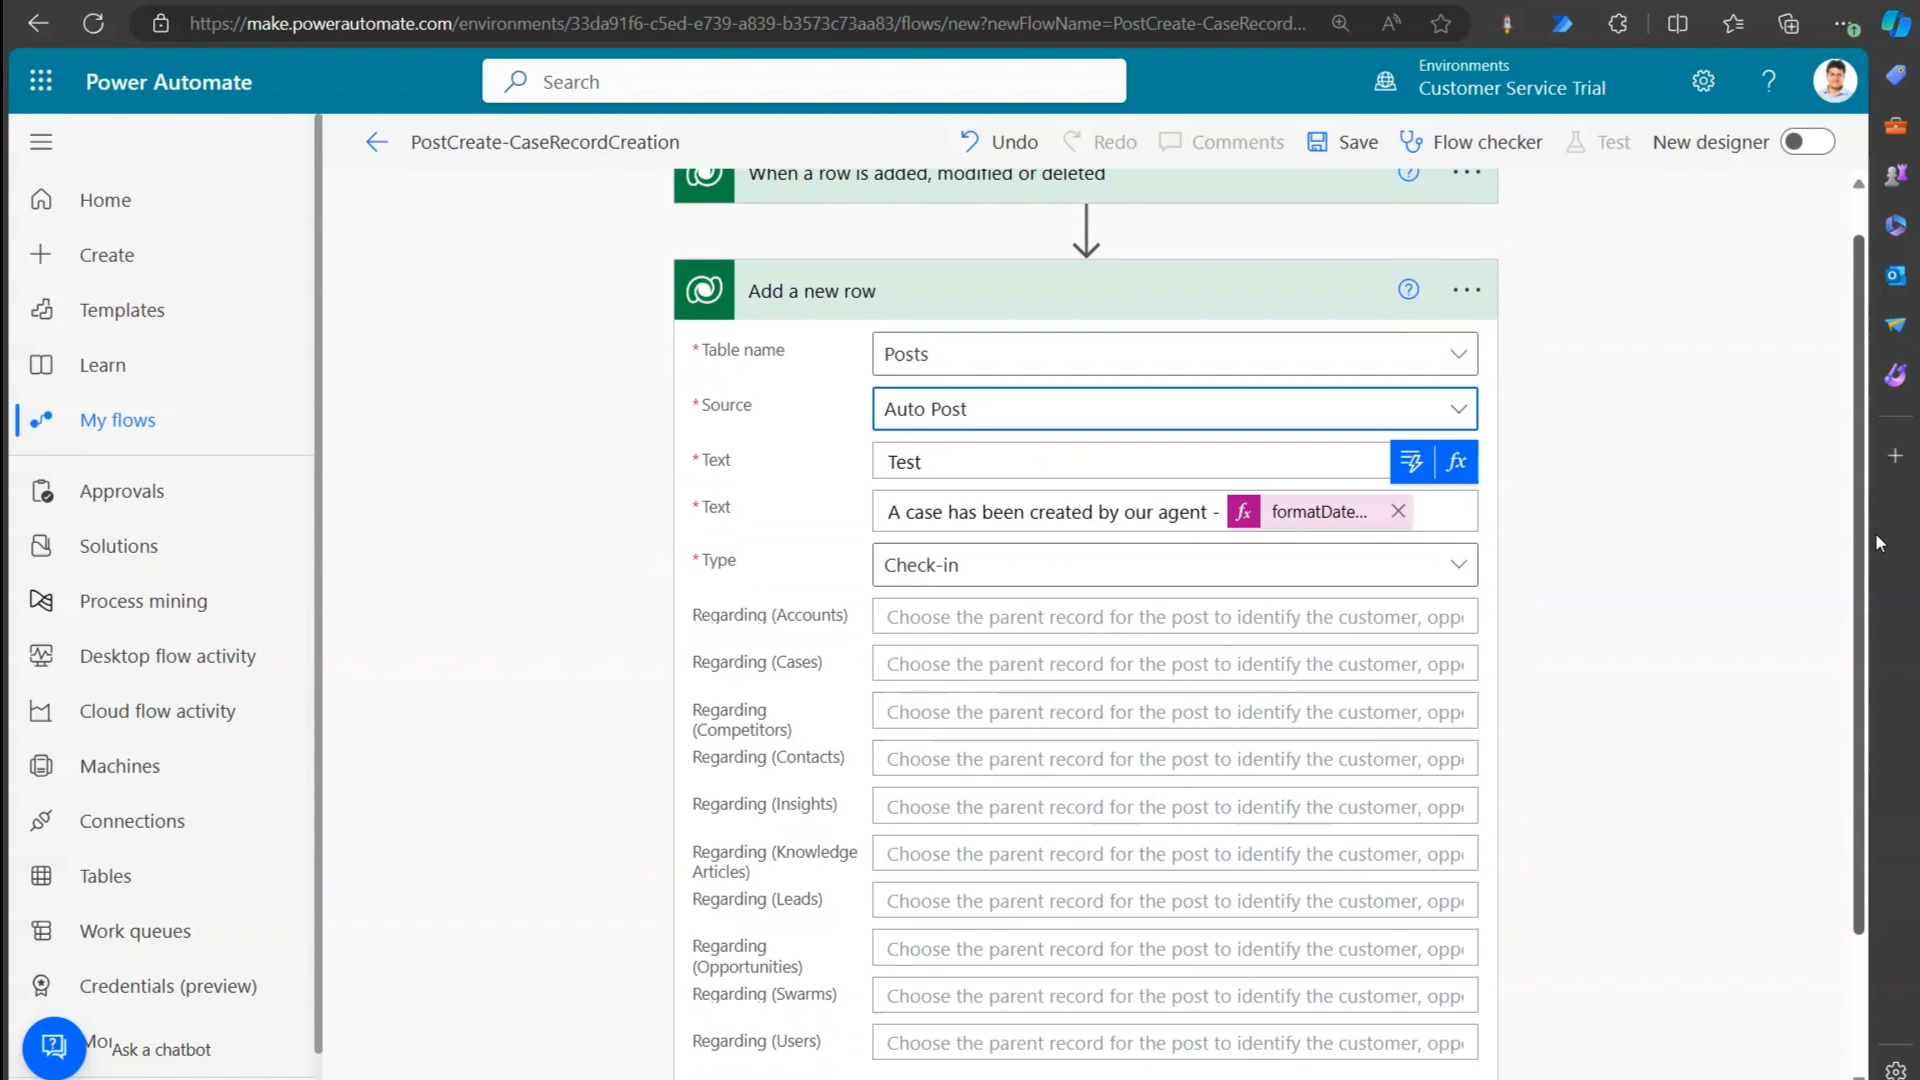 https://make.powerautomate.com/environments/33da91f6-c5ed-e739-a839-b3573c73aa83/flows/new?newFlowName=PostCreate-CaseRecord...
Power Automate
Search
Environments
Customer Service Trial
PostCreate-CaseRecordCreation
Undo
Redo
Comments
Save
Flow checker
Test
New designer
Home
Create
Templates
Learn
My flows
Approvals
Solutions
Process mining
Desktop flow activity
Cloud flow activity
Machines
Connections
Tables
Work queues
Credentials (preview)
Ask a chatbot
When a row is added, modified or deleted
Add a new row
* Table name
Posts
* Source
Auto Post
* Text
Test
fx
* Text
A case has been created by our agent - fx formatDate...
* Type
Check-in
Regarding (Accounts)
Choose the parent record for the post to identify the customer,
Regarding (Cases)
Choose the parent record for the post to identify the customer,
Regarding
(Competitors)
Choose the parent record for the post to identify the customer,
Regarding (Contacts)
Choose the parent record for the post to identify the customer,
Regarding (Insights)
Choose the parent record for the post to identify the customer,
Regarding (Knowledge
Articles)
Choose the parent record for the post to identify the customer,
Regarding (Leads)
Choose the parent record for the post to identify the customer,
Regarding
(Opportunities)
Choose the parent record for the post to identify the customer,
Regarding (Swarms)
Choose the parent record for the post to identify the customer,
Regarding (Users)
Choose the parent record for the post to identify the customer,